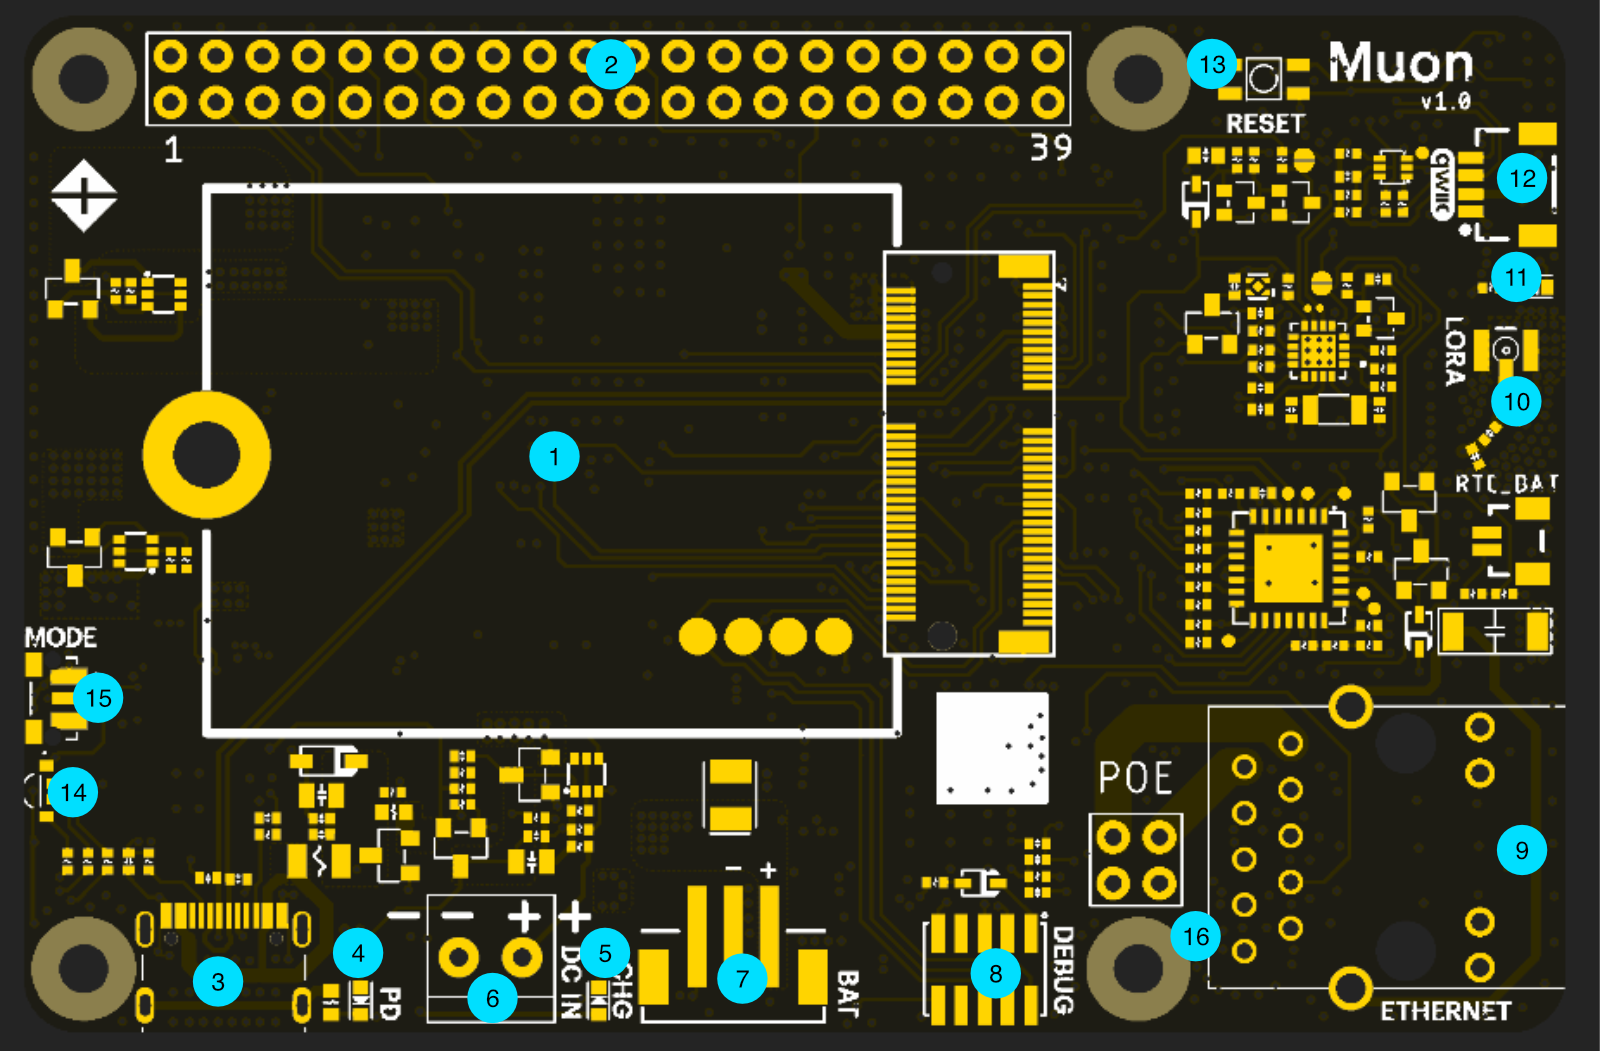 2
13
Muon
v1.0
RESET
1
39
QWIIC
12
11
LORA
10
1
RTC_BAT
MODE
15
14
POE
9
- +
- - + +
4
5
16
3
6
7
8
PD
DC IN
CHG
BAT
DEBUG
ETHERNET